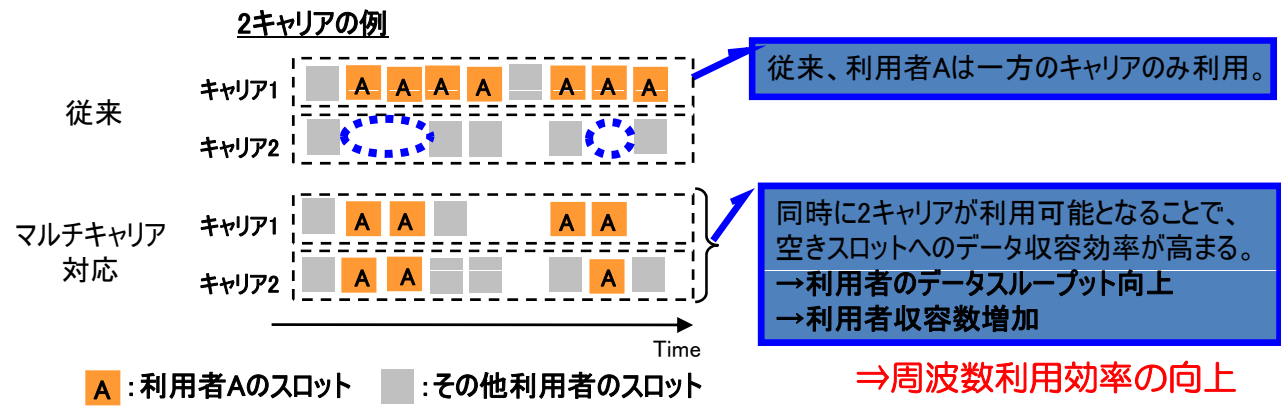 2キャリアの例
従来
キャリア1
A A A A A A A
キャリア2
従来、利用者Aは一方のキャリアのみ利用。
マルチキャリア
対応
キャリア1
A A A A
キャリア2
A A A
同時に2キャリアが利用可能となることで、
空きスロットへのデータ収容効率が高まる。
→利用者のデータスループット向上
→利用者収容数増加
Time
A :利用者Aのスロット :その他利用者のスロット
⇒周波数利用効率の向上